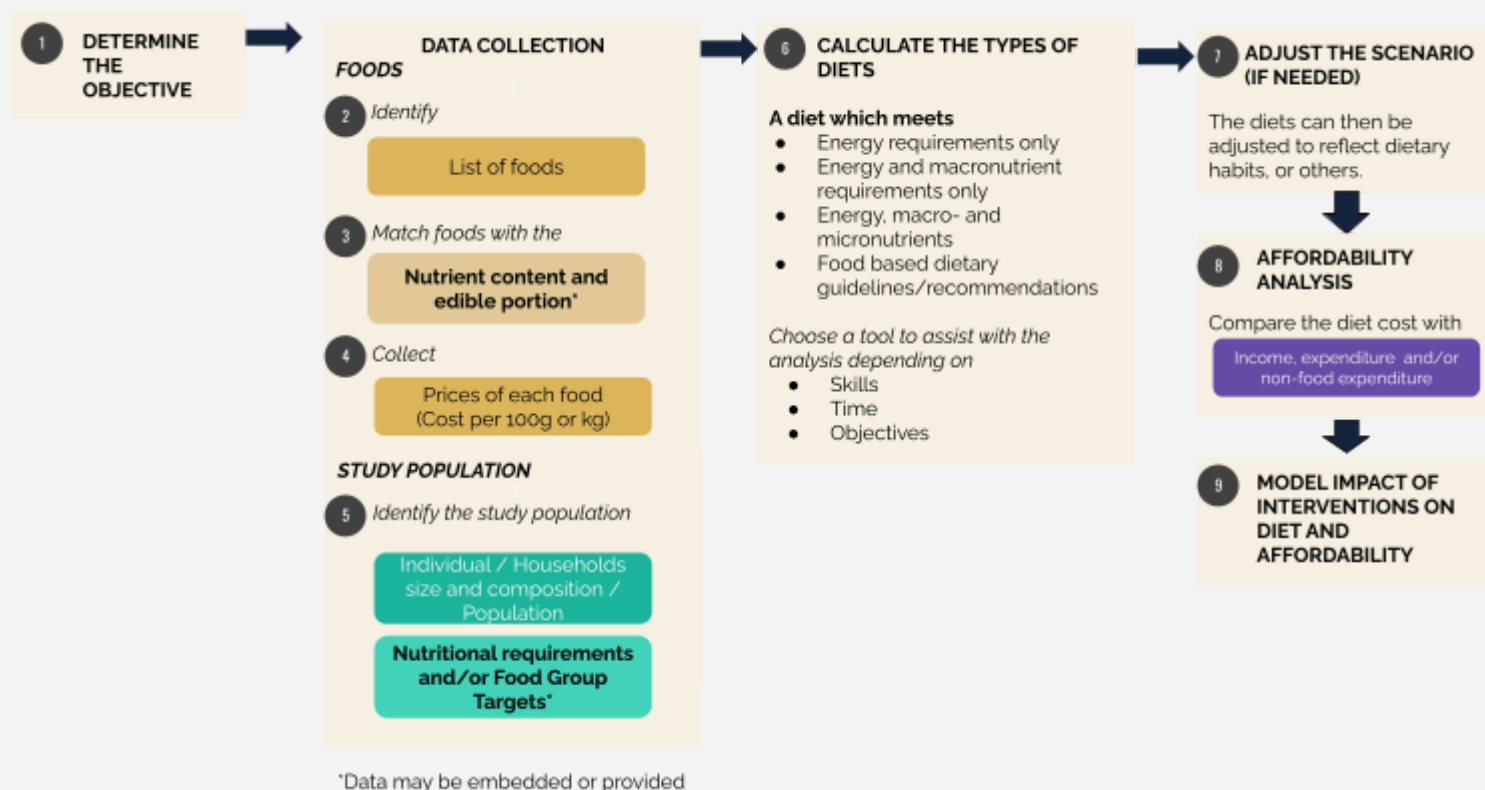 1
DETERMINE
THE
OBJECTIVE
DATA COLLECTION
FOODS
2 Identify
List of foods
3 Match foods with the
Nutrient content and
edible portion*
4 Collect
Prices of each food
(Cost per 100g or kg)
STUDY POPULATION
5 Identify the study population
Individual / Households
size and composition /
Population
Nutritional requirements
and/or Food Group
Targets*
*Data may be embedded or provided
6 CALCULATE THE TYPES OF
DIETS
A diet which meets
● Energy requirements only
● Energy and macronutrient
requirements only
● Energy, macro- and
micronutrients
● Food based dietary
guidelines/recommendations
Choose a tool to assist with the
analysis depending on
● Skills
● Time
● Objectives
7 ADJUST THE SCENARIO
(IF NEEDED)
The diets can then be
adjusted to reflect dietary
habits, or others.
8 AFFORDABILITY
ANALYSIS
Compare the diet cost with
Income, expenditure and/or
non-food expenditure
9 MODEL IMPACT OF
INTERVENTIONS ON
DIET AND
AFFORDABILITY